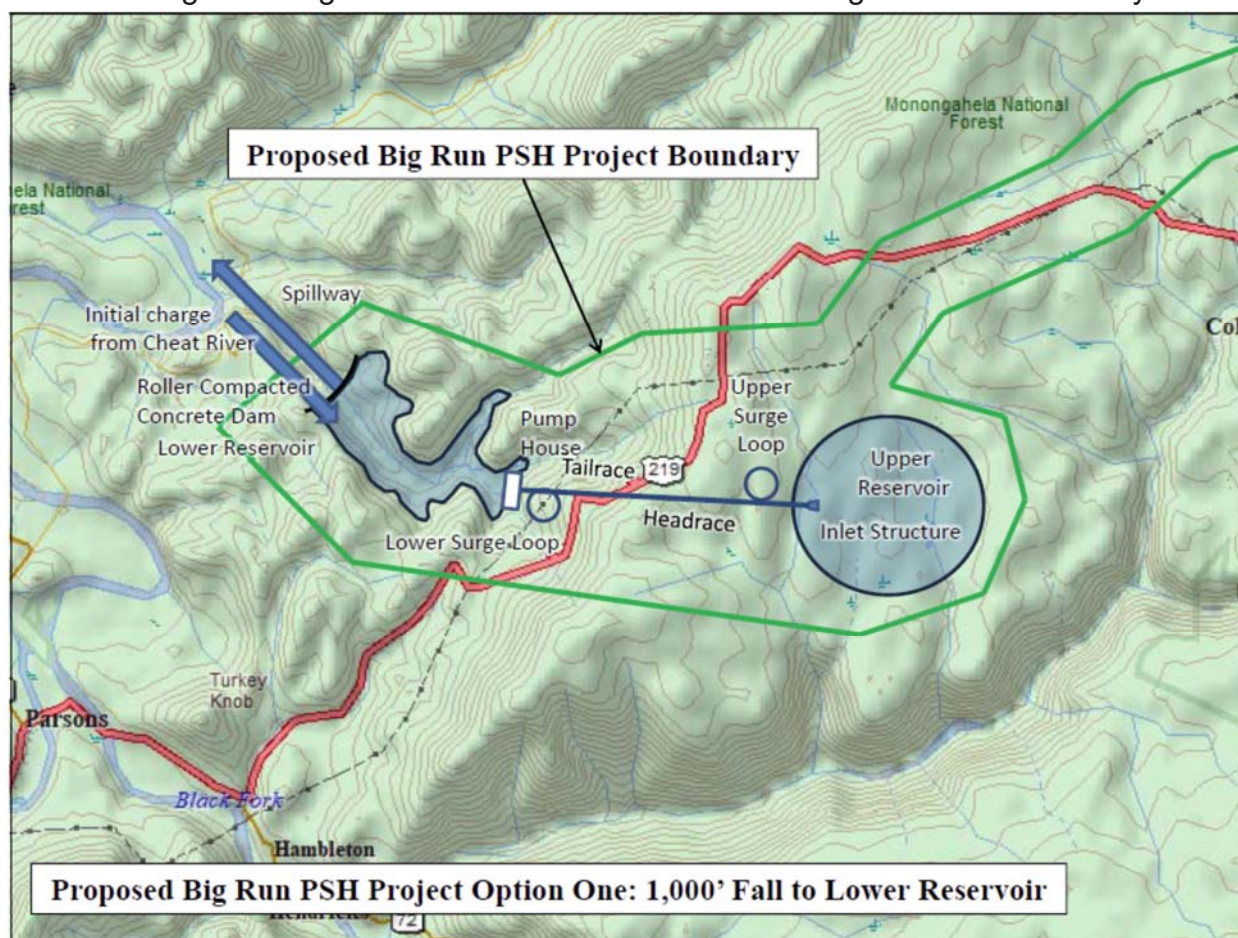 Monongahela National
Forest
Proposed Big Run PSH Project Boundary
ela National
rest
Spillway
Initial charge
from Cheat River
Roller Compacted
Concrete Dam
Lower Reservoir
Pump
House
Upper
Surge
Loop
Col
Tailrace
219
Upper
Reservoir
Headrace
Inlet Structure
Lower Surge Loop
Turkey
Knob
Parsons
Black Fork
Hambleton
Proposed Big Run PSH Project Option One: 1,000’ Fall to Lower Reservoir
72